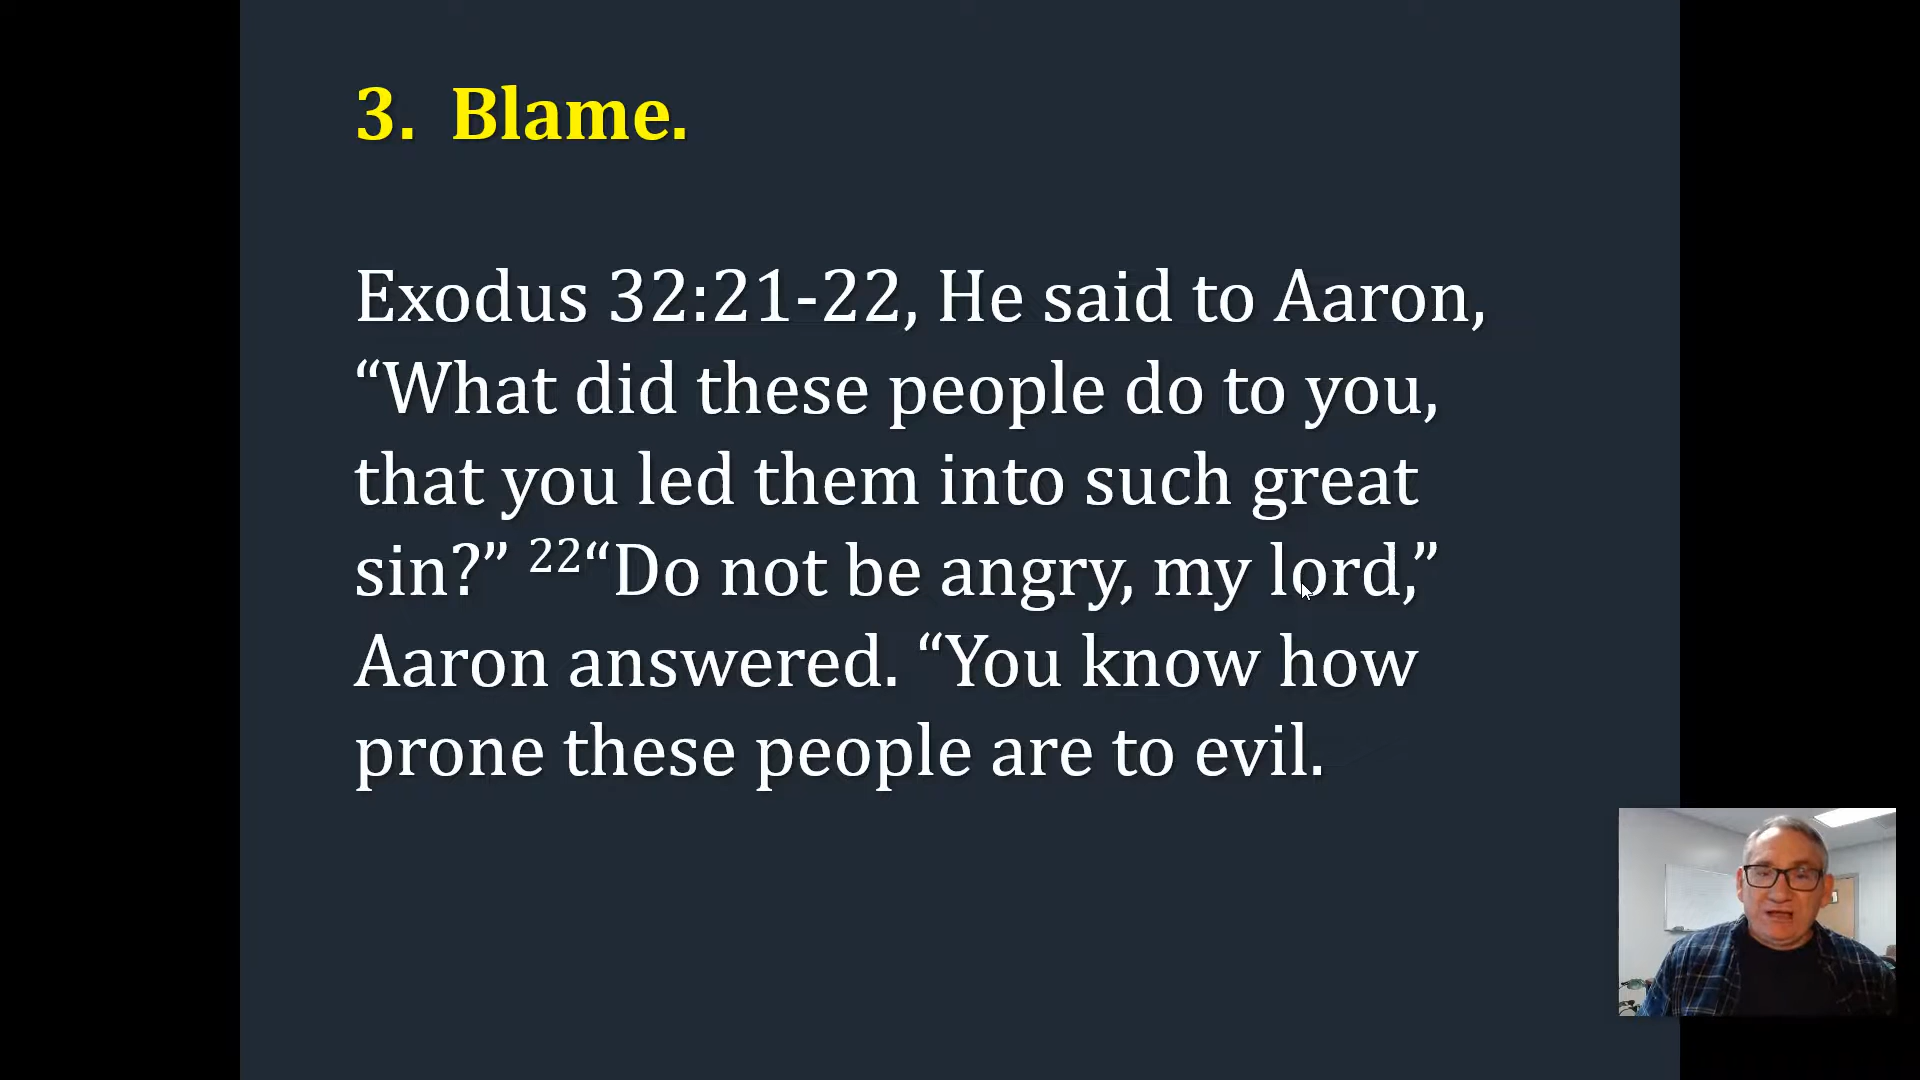 3. Blame.
Exodus 32:21-22, He said to Aaron,
“What did these people do to you,
that you led them into such great
sin?” 22“Do not be angry, my lord,”
Aaron answered. “You know how
prone these people are to evil.